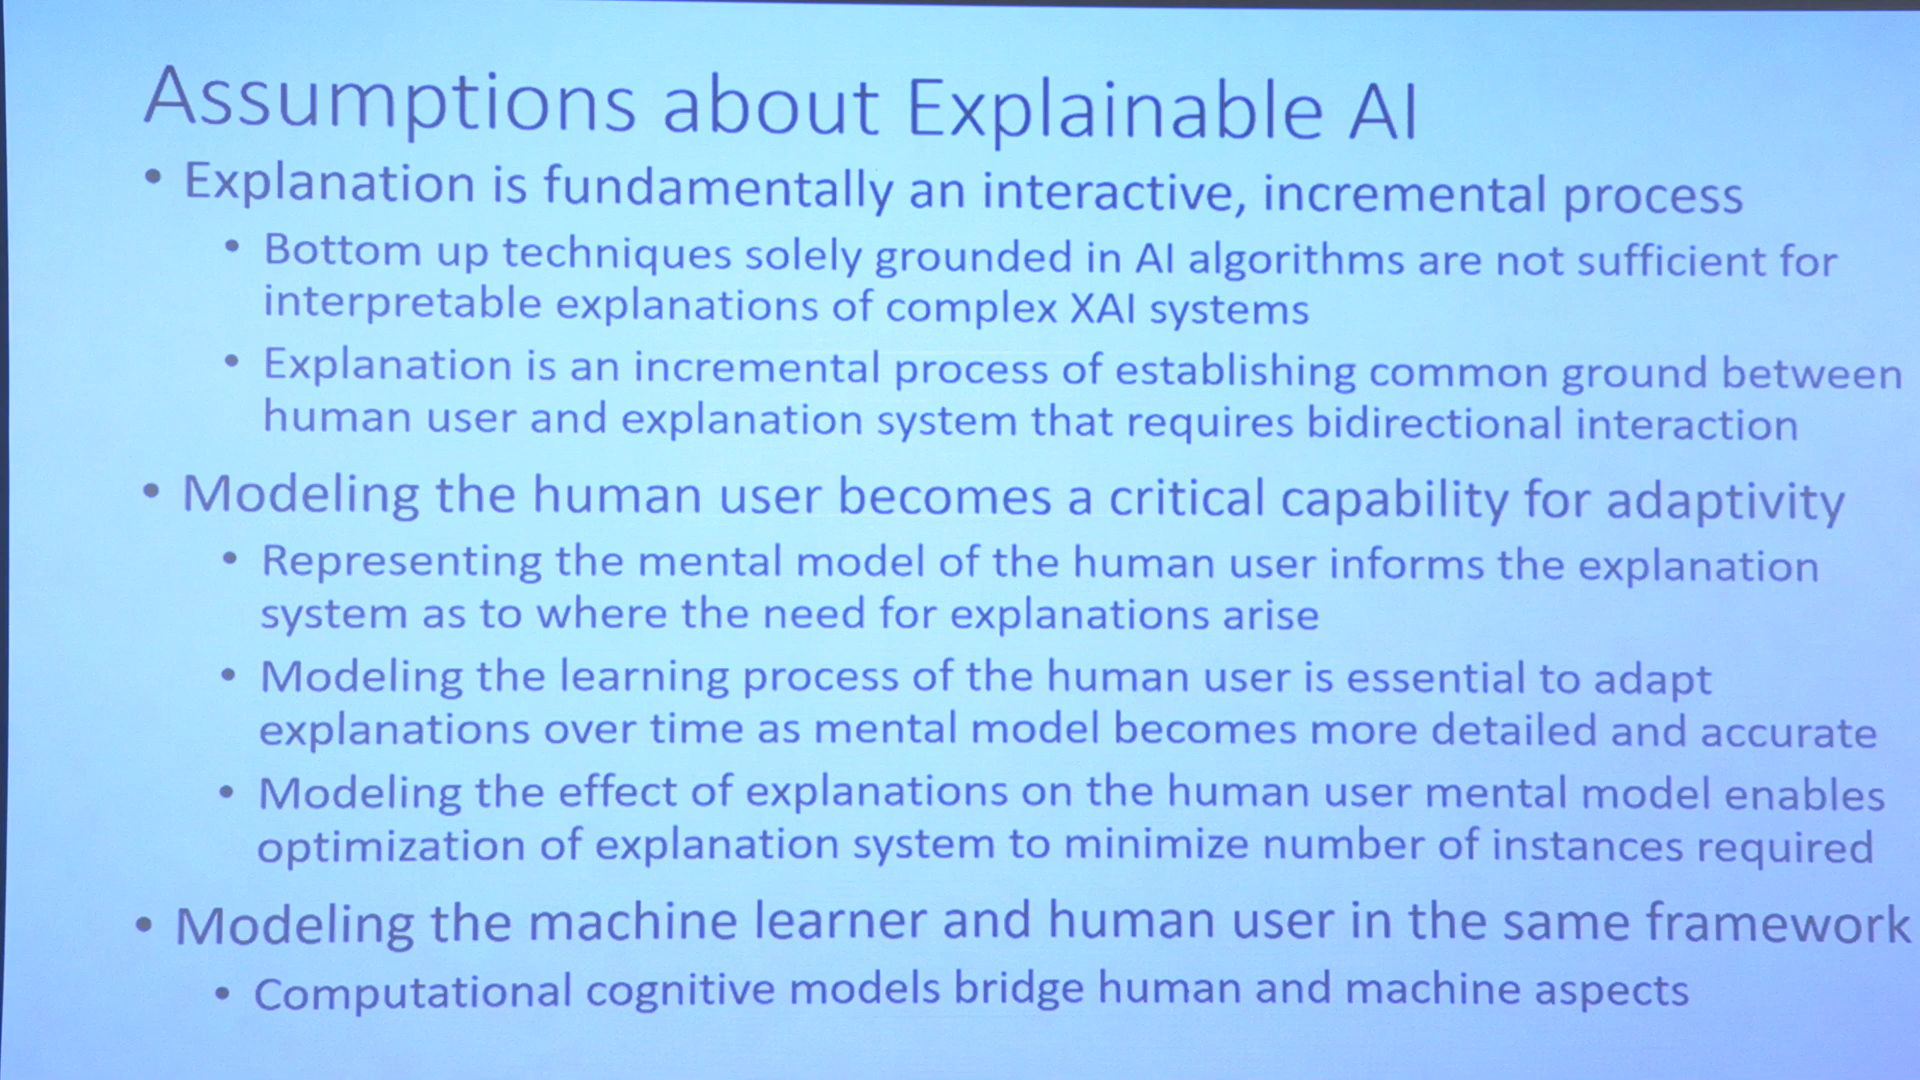 Assumptions about Explainable AI
• Explanation is fundamentally an interactive, incremental process
• Bottom up techniques solely grounded in AI algorithms are not sufficient for
interpretable explanations of complex XAI systems
• Explanation is an incremental process of establishing common ground between
human user and explanation system that requires bidirectional interaction
• Modeling the human user becomes a critical capability for adaptivity
• Representing the mental model of the human user informs the explanation
system as to where the need for explanations arise
• Modeling the learning process of the human user is essential to adapt
explanations over time as mental model becomes more detailed and accurate
• Modeling the effect of explanations on the human user mental model enables
optimization of explanation system to minimize number of instances required
• Modeling the machine learner and human user in the same framework
• Computational cognitive models bridge human and machine aspects